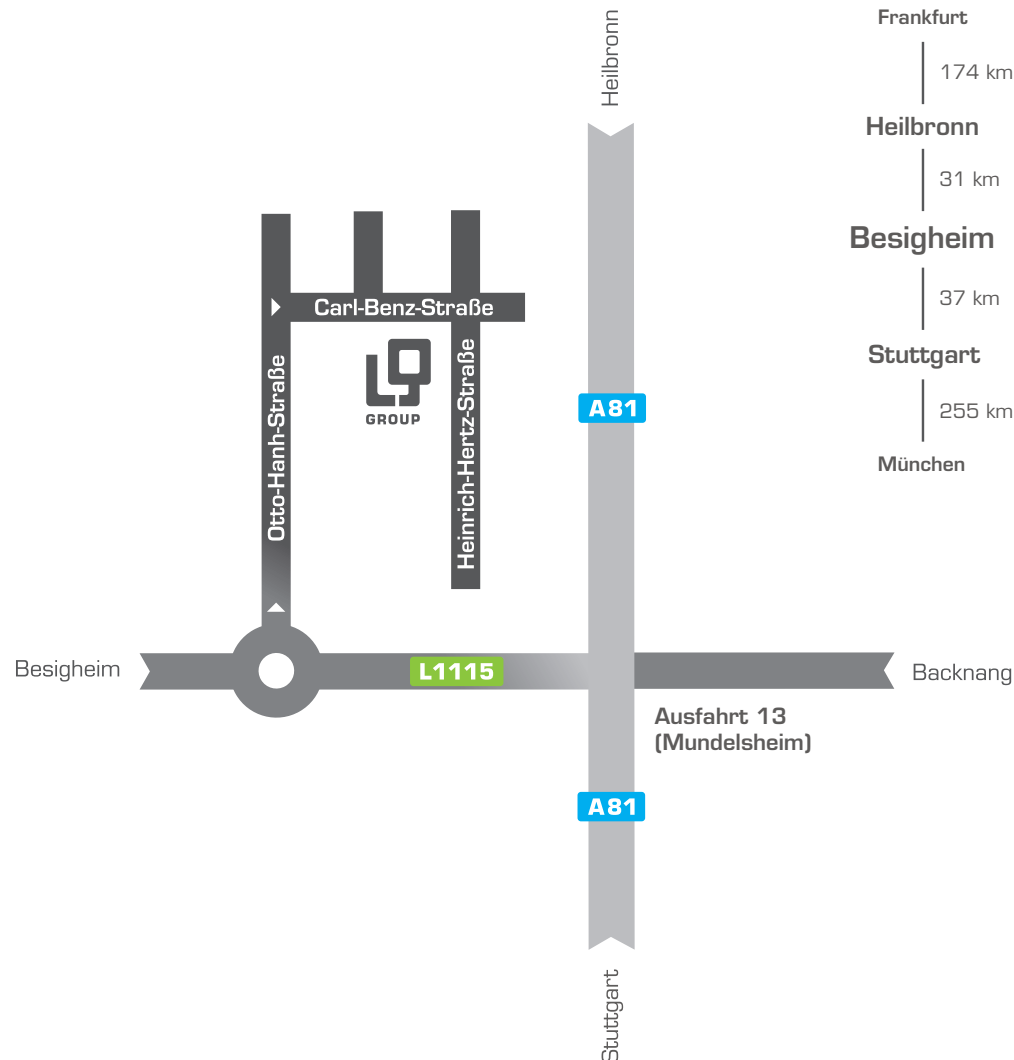 Frankfurt
174 km
Heilbronn
31 km
Besigheim
37 km
Stuttgart
255 km
München
Heilbronn
Carl-Benz-Straße
Otto-Hanh-Straße
Heinrich-Hertz-Straße
GROUP
A81
Besigheim
L1115
Backnang
Ausfahrt 13
(Mundelsheim)
A81
Stuttgart